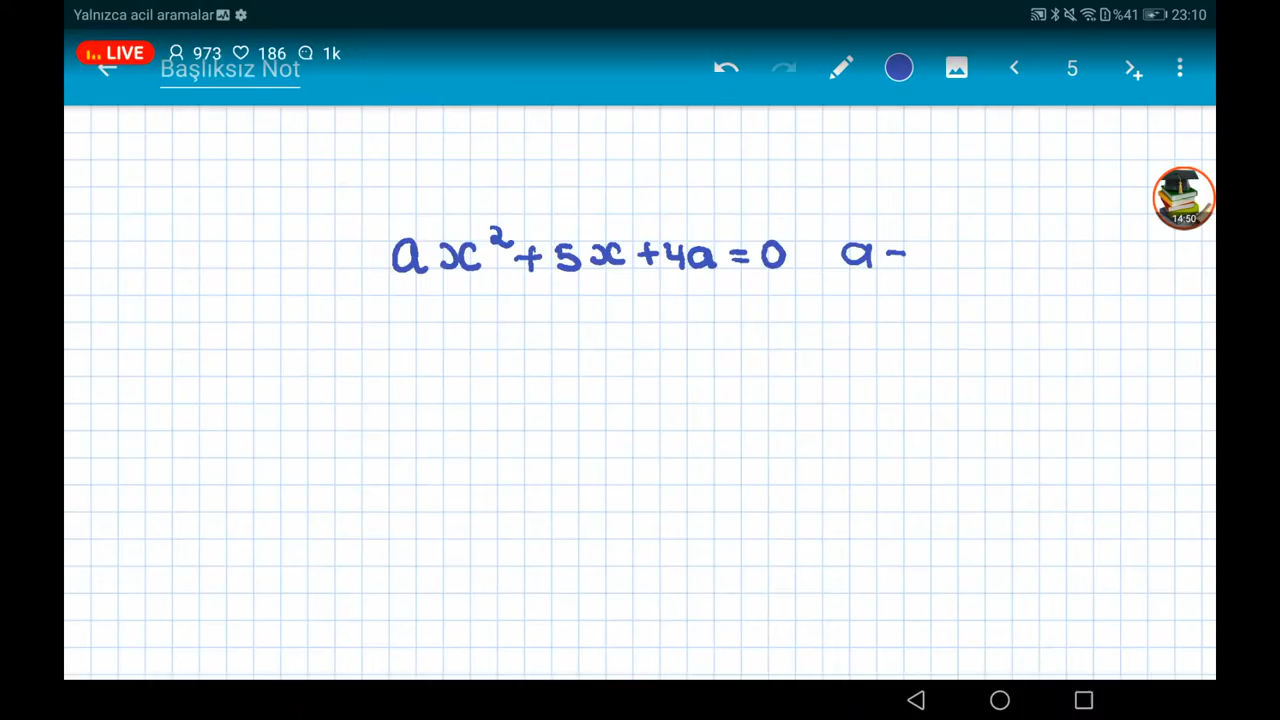 Yalnızca acil aramalar %41 23:10
LIVE 973 186 1k
Başlıksız Not 5
14:50
ax² + 5x + 4a = 0 a -